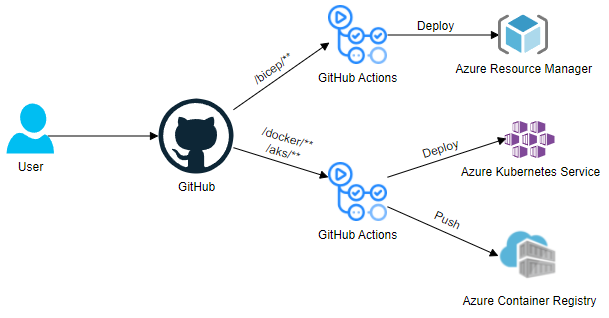 Deploy
/bicep/**
GitHub Actions
Azure Resource Manager
User
GitHub
/docker/**
/aks/**
GitHub Actions
Deploy
Azure Kubernetes Service
Push
Azure Container Registry